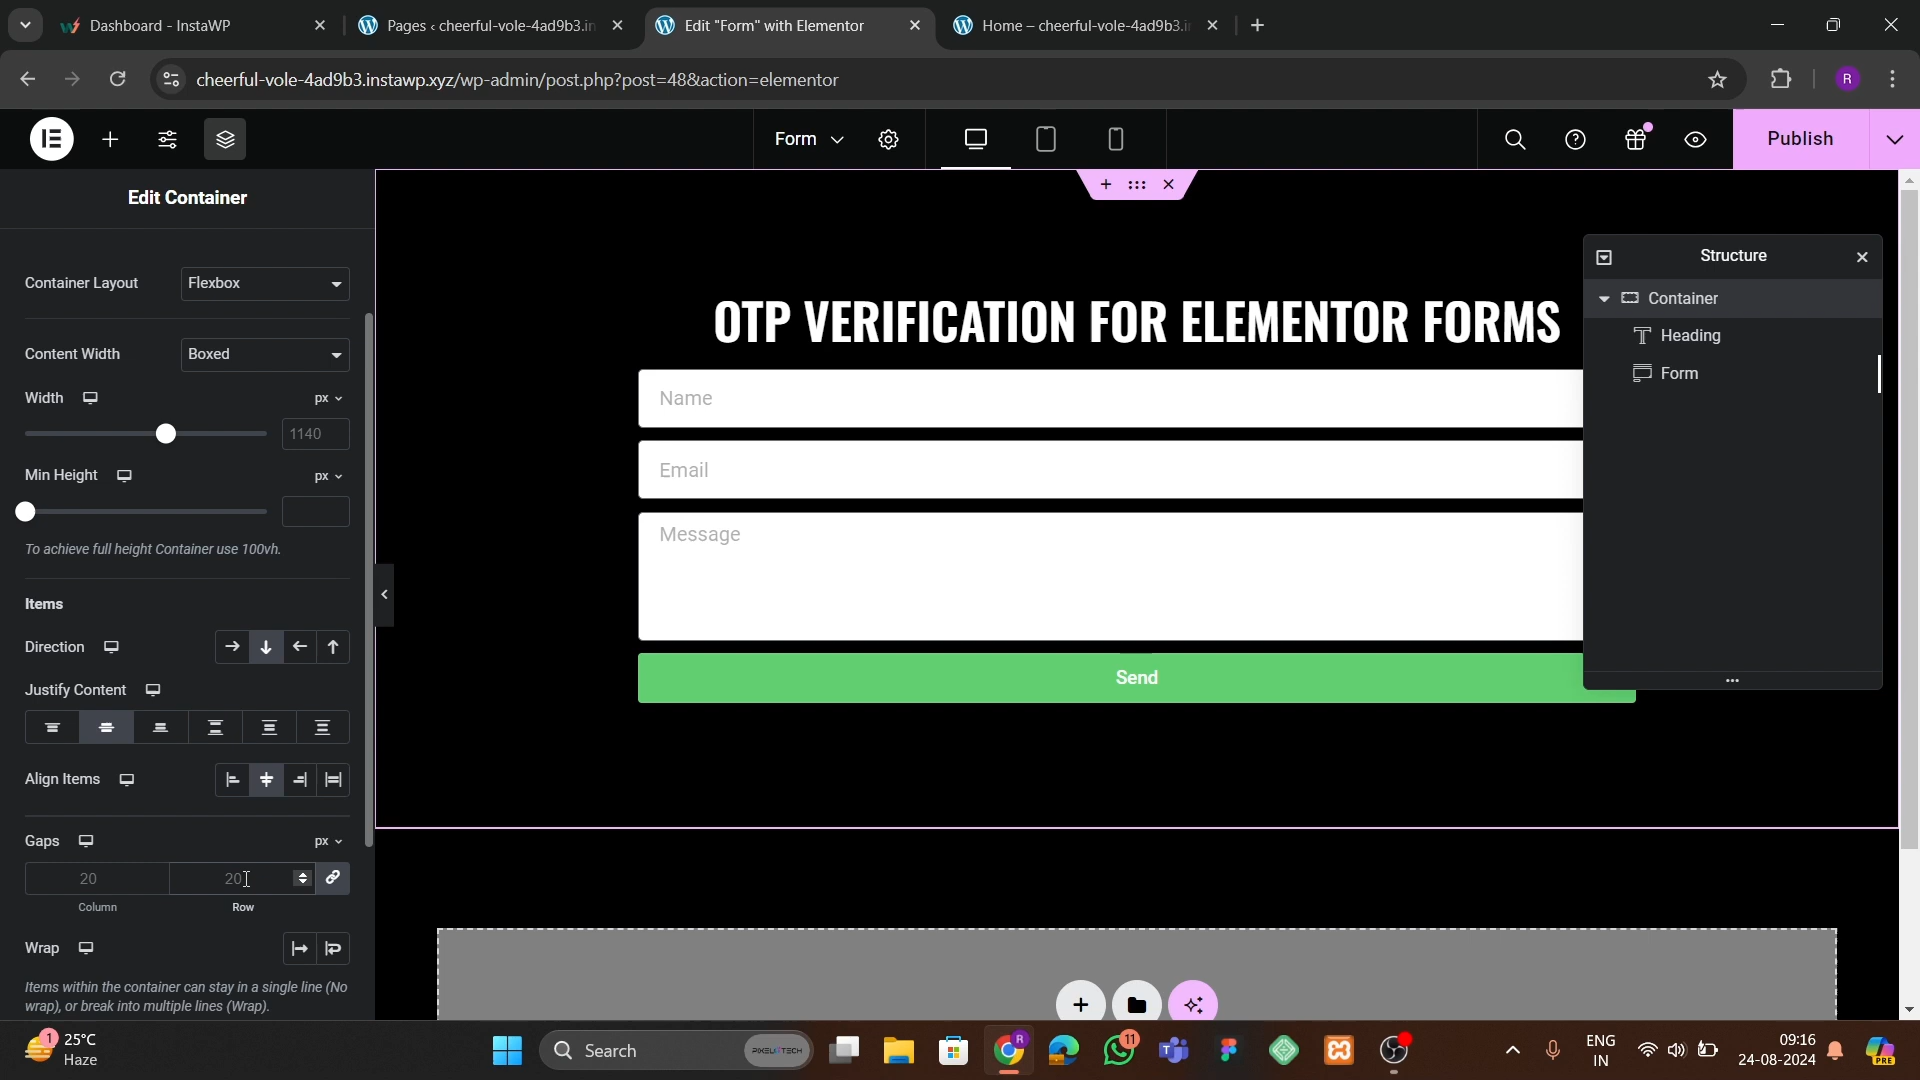 Dashboard - InstaWP
Pages ‹ cheerful-vole-4ad9b3.in
Edit "Form" with Elementor
Home – cheerful-vole-4ad9b3.i
cheerful-vole-4ad9b3.instawp.xyz/wp-admin/post.php?post=48&action=elementor
R
Form
Publish
Edit Container
Container Layout Flexbox
Content Width Boxed
Width px
1140
Min Height px
To achieve full height Container use 100vh.
Items
Direction
Justify Content
Align Items
Gaps px
20 20
Column Row
Wrap
Items within the container can stay in a single line (No
wrap), or break into multiple lines (Wrap).
OTP VERIFICATION FOR ELEMENTOR FORMS
Name
Email
Message
Send
Structure
Container
Heading
Form
1
25°C
Haze
Search
PIXELTECH
R
11
ENG
IN
09:16
24-08-2024
PRE